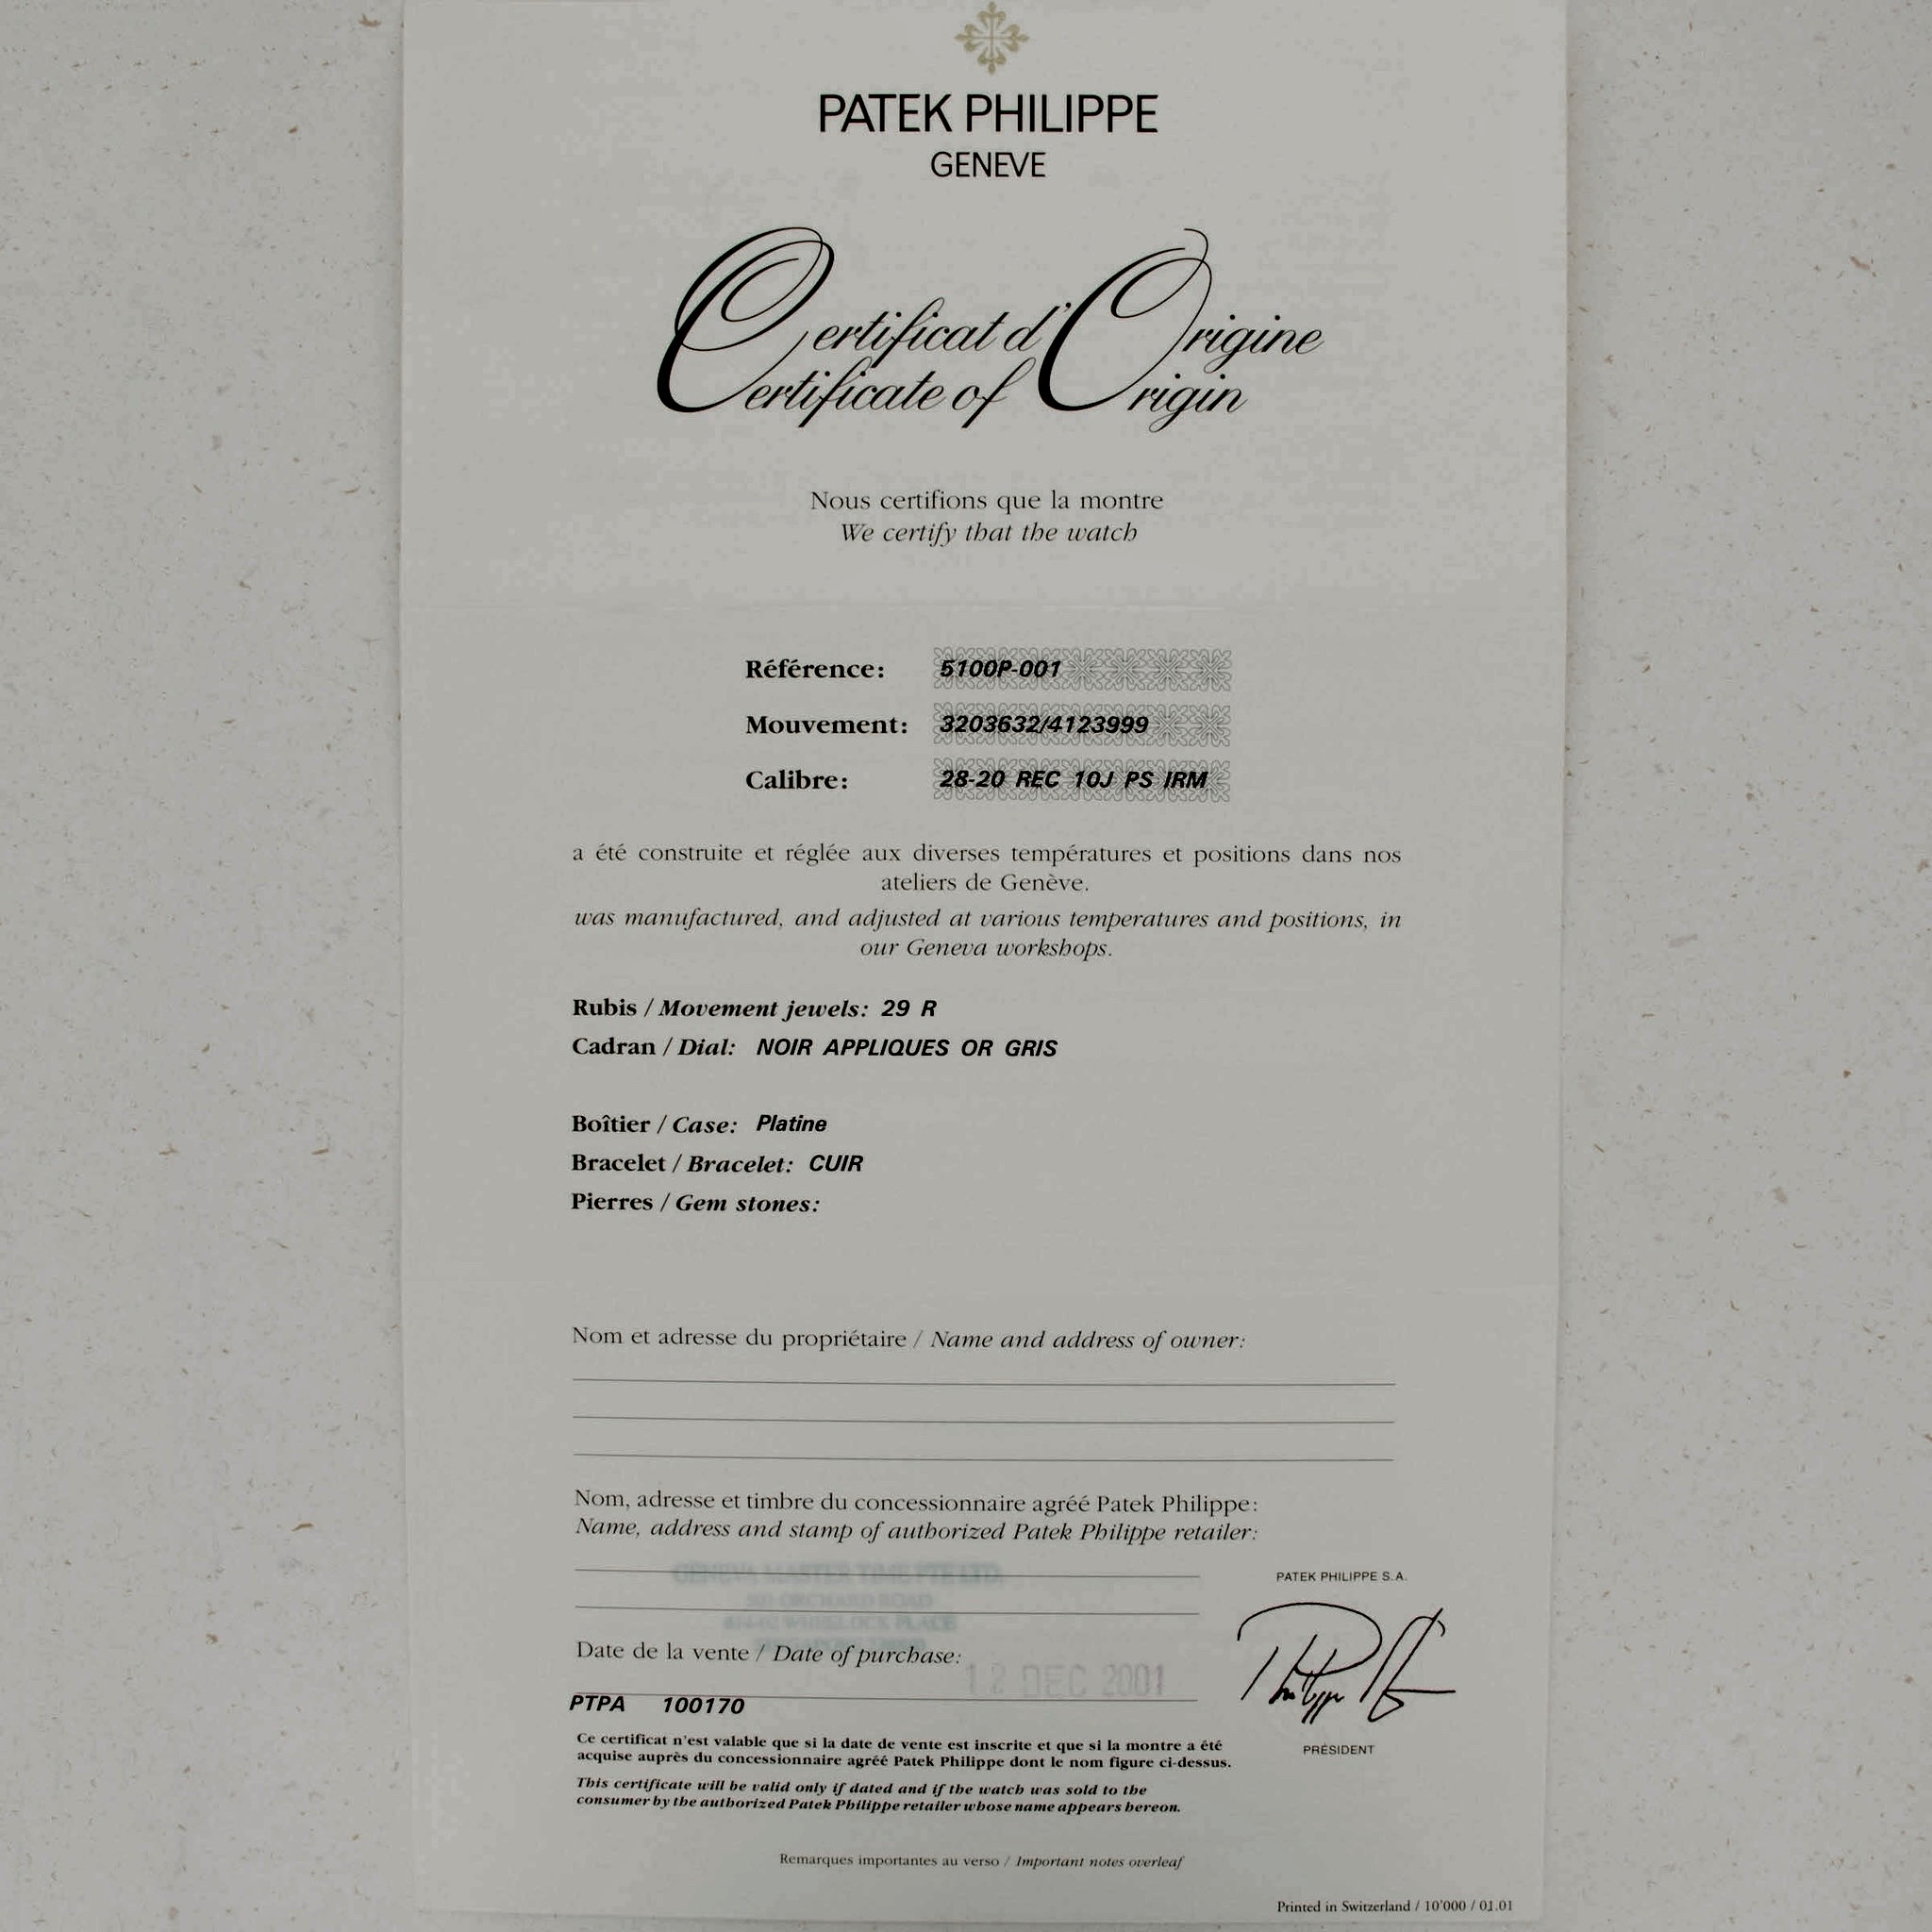 PATEK PHILIPPE
GENEVE
Certificat d'Origine
Certificate of Origin
Nous certifions que la montre
We certify that the watch
Référence: 5100P-001
Mouvement: 3203632/4123999
Calibre: 28-20 REC 10J PS IRM
a été construite et réglée aux diverses températures et positions dans nos
ateliers de Genève.
was manufactured, and adjusted at various temperatures and positions, in
our Geneva workshops.
Rubis / Movement jewels: 29 R
Cadran / Dial: NOIR APPLIQUES OR GRIS
Boîtier / Case: Platine
Bracelet / Bracelet: CUIR
Pierres / Gem stones:
Nom et adresse du propriétaire / Name and address of owner:
Nom, adresse et timbre du concessionnaire agréé Patek Philippe:
Name, address and stamp of authorized Patek Philippe retailer:
GENEVA MASTER TIME PTE LTD.
ORCHARD ROAD
WHEELOCK PLACE
PATEK PHILIPPE S.A.
Date de la vente / Date of purchase:
12 DEC 2001
PTPA 100170
PRÉSIDENT
Ce certificat n'est valable que si la date de vente est inscrite et que si la montre a été
acquise auprès du concessionnaire agréé Patek Philippe dont le nom figure ci-dessus.
This certificate will be valid only if dated and if the watch was sold to the
consumer by the authorized Patek Philippe retailer whose name appears hereon.
Remarques importantes au verso / Important notes overleaf
Printed in Switzerland / 10'000 / 01.01